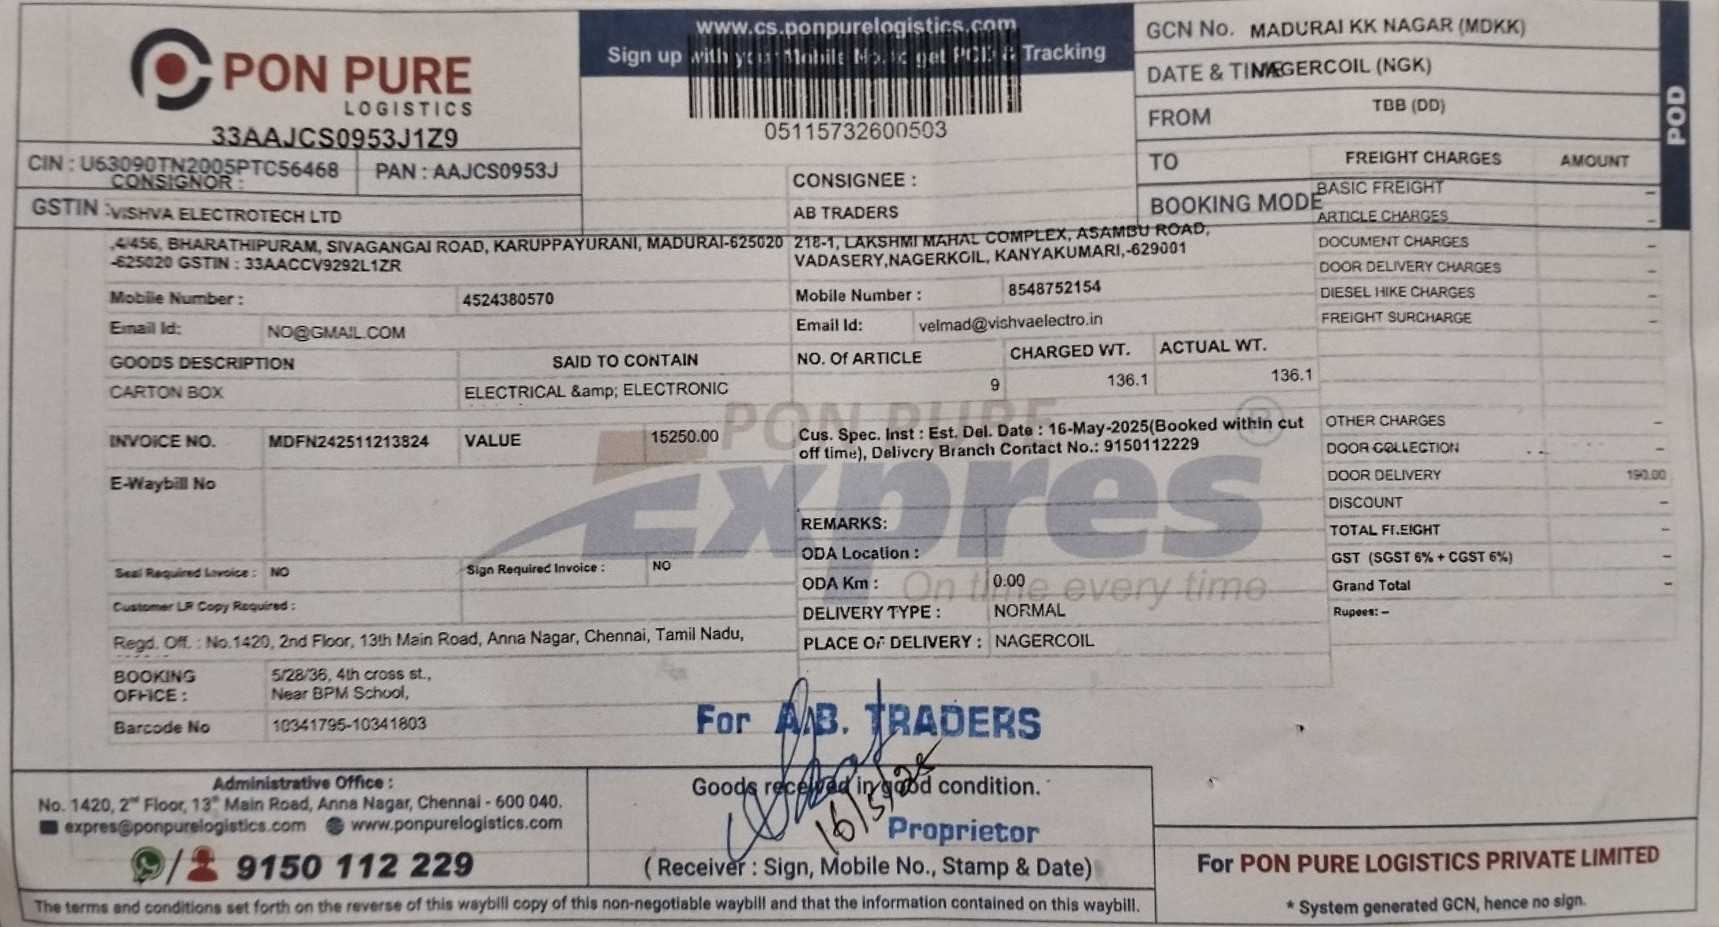 PON PURE
LOGISTICS
33AAJCS0953J1Z9
CIN : U63090TN2005PTC56468 PAN : AAJCS0953J
CONSIGNOR :
GSTIN : VISHVA ELECTROTECH LTD
www.cs.ponpurelogistics.com
Sign up with your Mobile No. to get POD & Tracking
05115732600503
CONSIGNEE :
AB TRADERS
GCN No. MADURAI KK NAGAR (MDKK)
DATE & TIME NAGERCOIL (NGK)
FROM TBB (DD)
TO FREIGHT CHARGES AMOUNT
BOOKING MODE
POD
BASIC FREIGHT –
ARTICLE CHARGES –
DOCUMENT CHARGES –
DOOR DELIVERY CHARGES –
DIESEL HIKE CHARGES –
FREIGHT SURCHARGE –
,4/456, BHARATHIPURAM, SIVAGANGAI ROAD, KARUPPAYURANI, MADURAI-625020
-625020 GSTIN : 33AACCV9292L1ZR
218-1, LAKSHMI MAHAL COMPLEX, ASAMBU ROAD,
VADASERY,NAGERKOIL, KANYAKUMARI,-629001
Mobile Number : 4524380570
Mobile Number : 8548752154
Email Id: NO@GMAIL.COM
Email Id: velmad@vishvaelectro.in
GOODS DESCRIPTION SAID TO CONTAIN NO. Of ARTICLE CHARGED WT. ACTUAL WT.
CARTON BOX ELECTRICAL &amp; ELECTRONIC 9 136.1 136.1
INVOICE NO. MDFN242511213824 VALUE 15250.00
Cus. Spec. Inst : Est. Del. Date : 16-May-2025(Booked within cut
off time), Delivery Branch Contact No.: 9150112229
E-Waybill No
PON PURE
Expres
On time every time
OTHER CHARGES –
DOOR COLLECTION –
DOOR DELIVERY 190.00
DISCOUNT –
TOTAL FREIGHT –
GST (SGST 6% + CGST 6%) –
Grand Total –
Rupees: –
REMARKS:
ODA Location :
ODA Km : 0.00
DELIVERY TYPE : NORMAL
PLACE OF DELIVERY : NAGERCOIL
Seal Required Invoice : NO Sign Required Invoice : NO
Customer LR Copy Required :
Regd. Off. : No.1420, 2nd Floor, 13th Main Road, Anna Nagar, Chennai, Tamil Nadu,
BOOKING OFFICE : 5/28/36, 4th cross st.,
Near BPM School,
Barcode No 10341795-10341803
For A.B. TRADERS
Goods received in good condition.
16/5/25
Proprietor
( Receiver : Sign, Mobile No., Stamp & Date)
Administrative Office :
No. 1420, 2nd Floor, 13th Main Road, Anna Nagar, Chennai - 600 040.
expres@ponpurelogistics.com www.ponpurelogistics.com
/ 9150 112 229
For PON PURE LOGISTICS PRIVATE LIMITED
* System generated GCN, hence no sign.
The terms and conditions set forth on the reverse of this waybill copy of this non-negotiable waybill and that the information contained on this waybill.